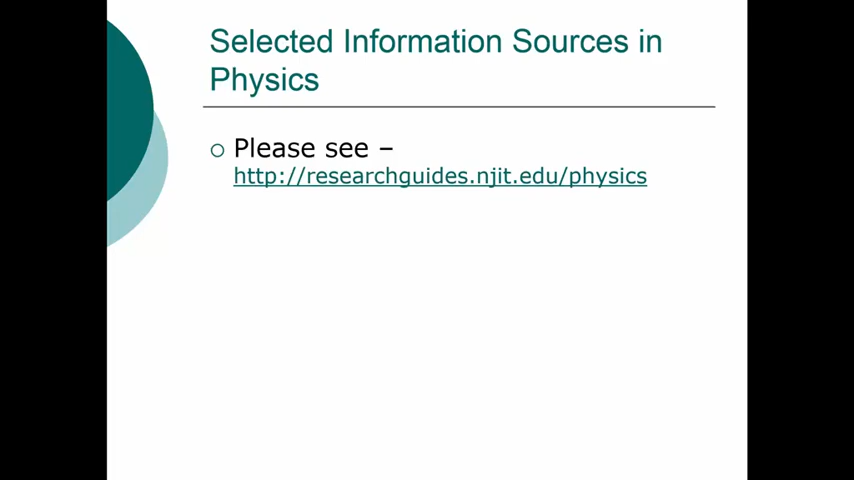 Selected Information Sources in
Physics
Please see –
http://researchguides.njit.edu/physics